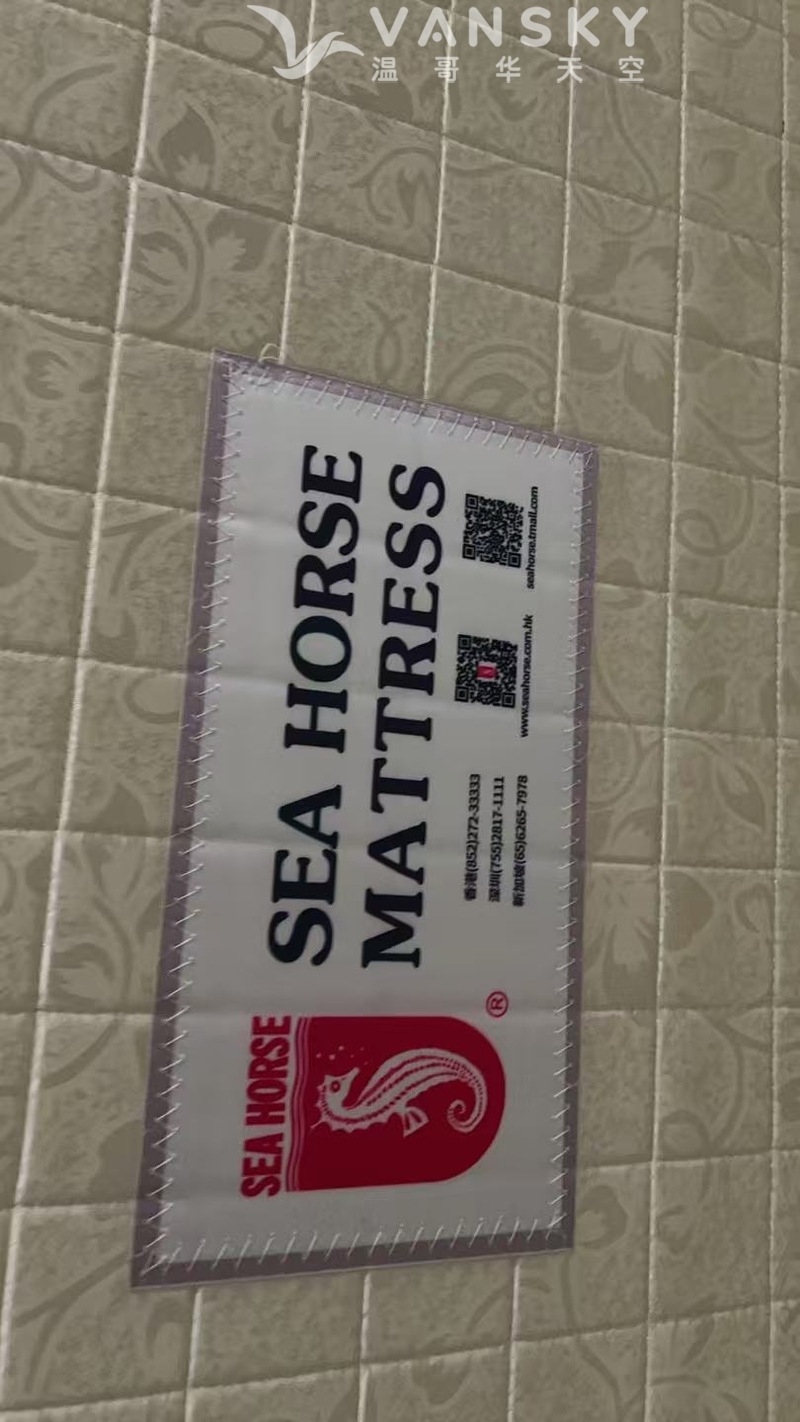 VANSKY
温哥华天空
SEA HORSE
®
SEA HORSE
MATTRESS
香港(852)272-33333
深圳(755)2817-1111
新加坡(65)6265-7978
www.seahorse.com.hk
seahorse.tmall.com